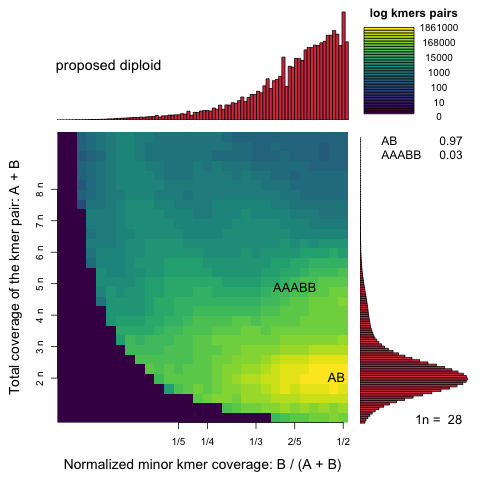 log kmers pairs
1861000
168000
15000
1000
100
10
0
proposed diploid
AB 0.97
AAABB 0.03
Total coverage of the kmer pair: A + B
8 n
7 n
6 n
5 n
4 n
3 n
2 n
AAABB
AB
1n = 28
1/5 1/4 1/3 2/5 1/2
Normalized minor kmer coverage: B / (A + B)